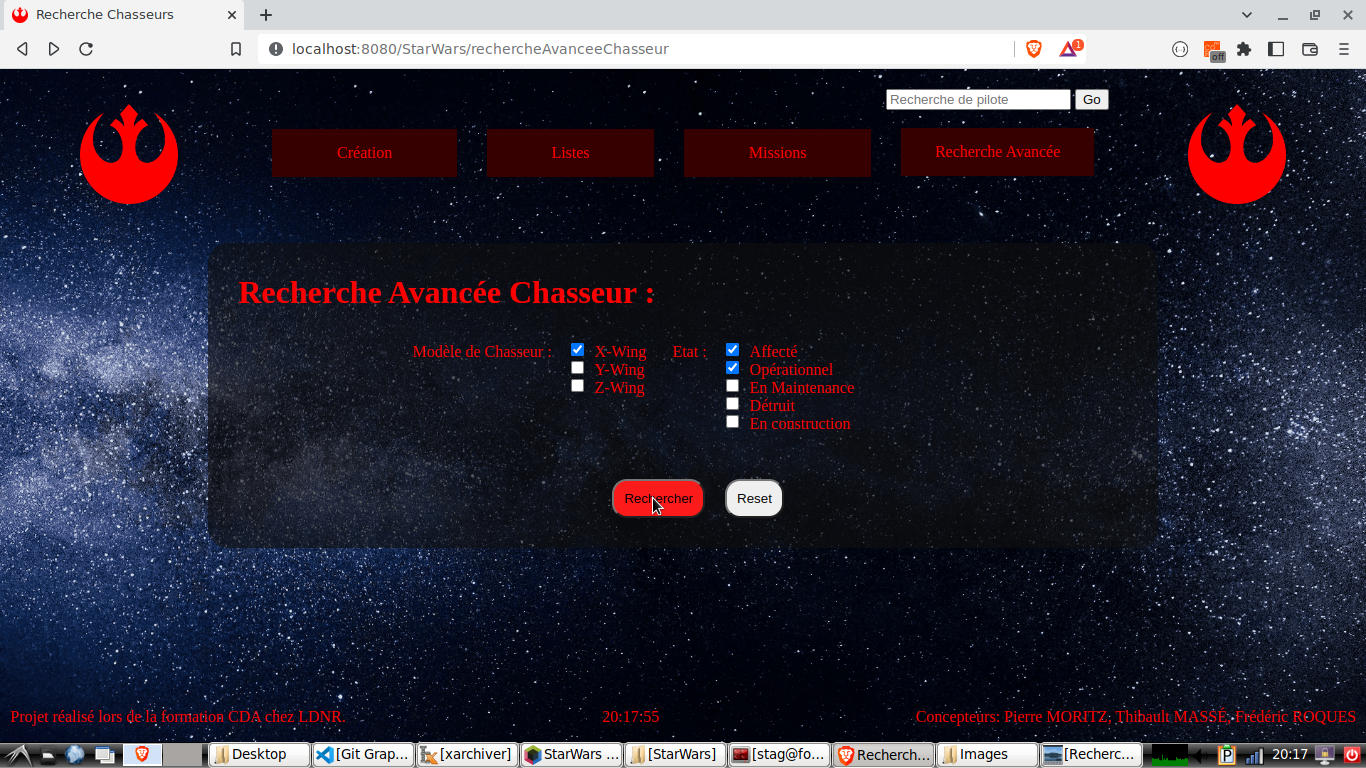 Recherche Chasseurs
localhost:8080/StarWars/rechercheAvanceeChasseur
1
off
Recherche de pilote Go
Création Listes Missions Recherche Avancée
Recherche Avancée Chasseur :
Modèle de Chasseur : X-Wing Etat : Affecté
Y-Wing Opérationnel
Z-Wing En Maintenance
Détruit
En construction
Rechercher Reset
Projet réalisé lors de la formation CDA chez LDNR. 20:17:55 Concepteurs: Pierre MORITZ, Thibault MASSÉ, Frédéric ROQUES
Desktop [Git Grap... [xarchiver] StarWars ... [StarWars] [stag@fo... Recherch... Images [Recherc... P 20:17